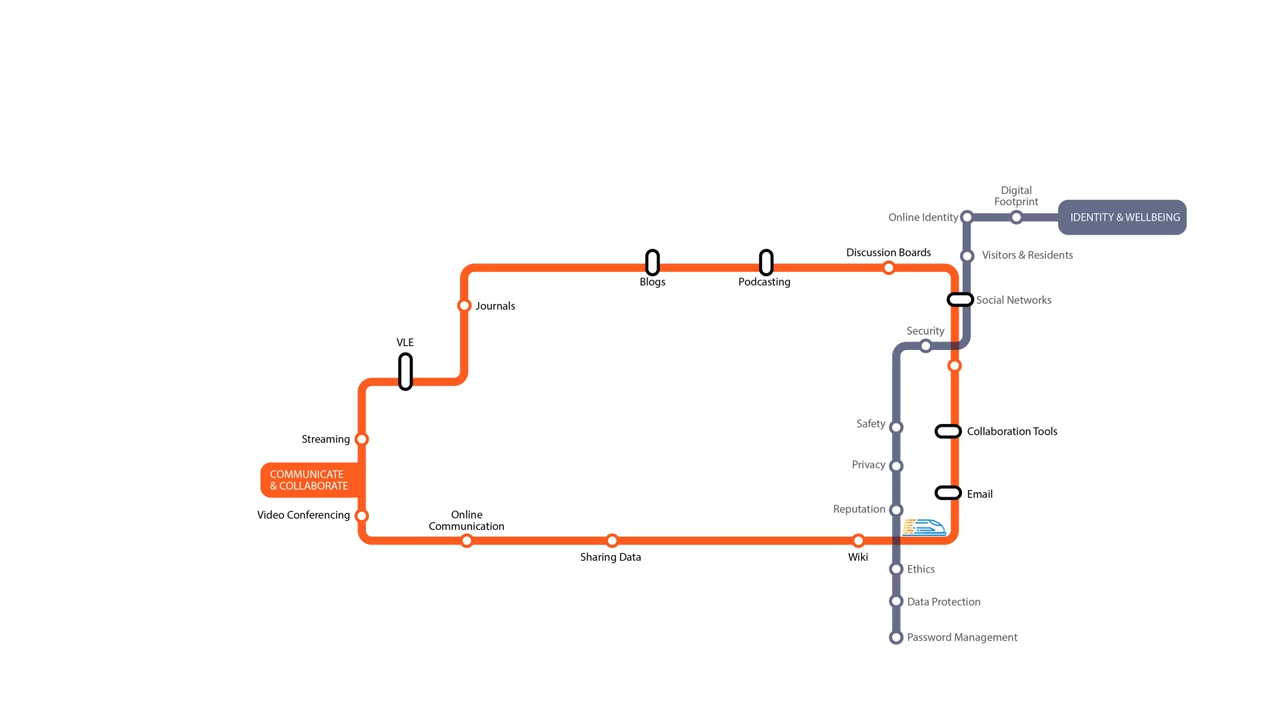 Digital
Footprint
Online Identity
IDENTITY & WELLBEING
Discussion Boards
Visitors & Residents
Blogs
Podcasting
Social Networks
Journals
Security
VLE
Safety
Collaboration Tools
Streaming
Privacy
COMMUNICATE
& COLLABORATE
Email
Reputation
Video Conferencing
Online
Communication
Sharing Data
Wiki
Ethics
Data Protection
Password Management